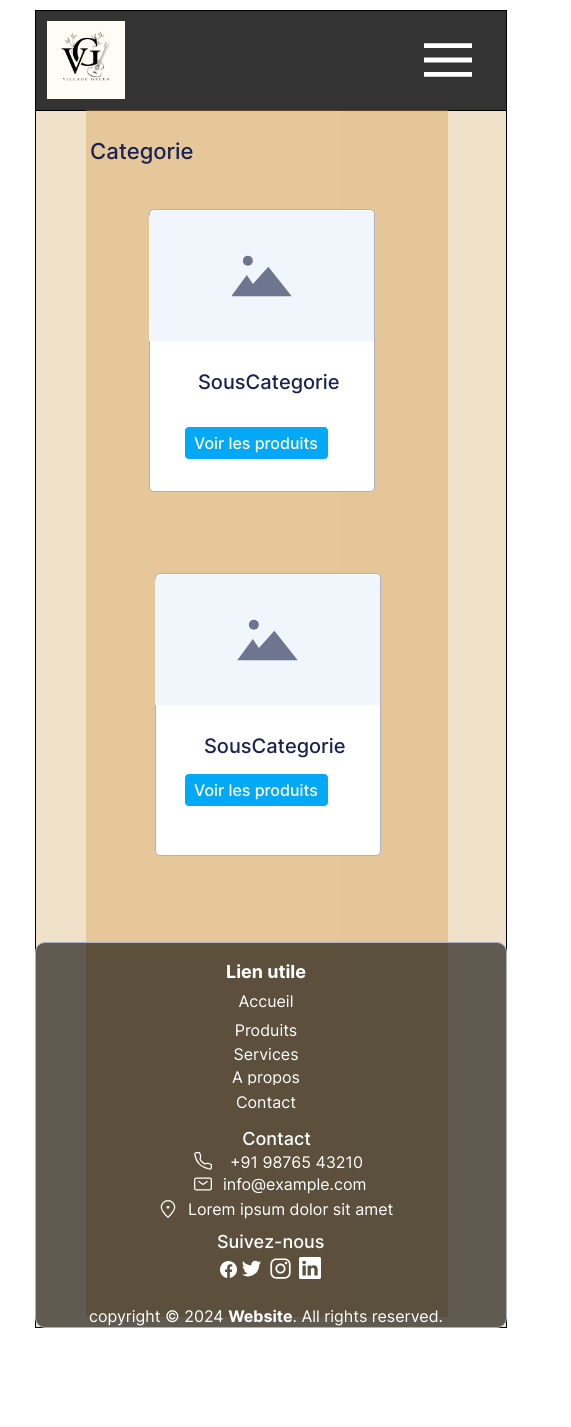 VG
VILLAGE GREEN
Categorie
SousCategorie
Voir les produits
SousCategorie
Voir les produits
Lien utile
Accueil
Produits
Services
A propos
Contact
Contact
+91 98765 43210
info@example.com
Lorem ipsum dolor sit amet
Suivez-nous
copyright © 2024 Website. All rights reserved.